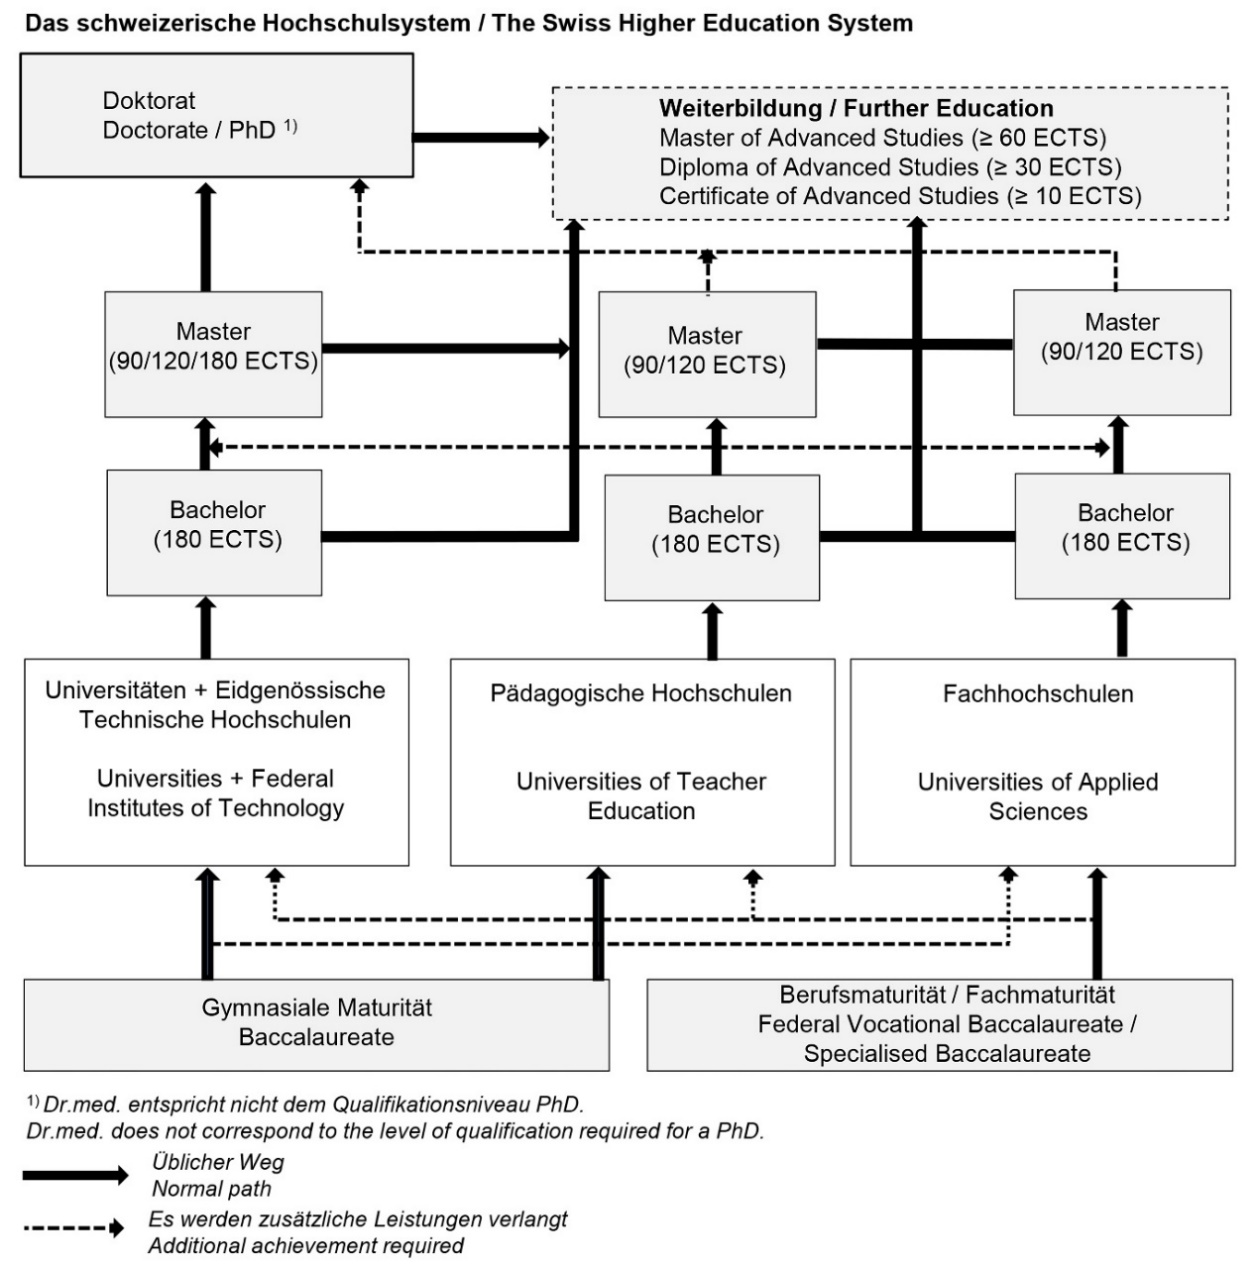 Das schweizerische Hochschulsystem / The Swiss Higher Education System
Doktorat
Doctorate / PhD 1)
Weiterbildung / Further Education
Master of Advanced Studies (≥ 60 ECTS)
Diploma of Advanced Studies (≥ 30 ECTS)
Certificate of Advanced Studies (≥ 10 ECTS)
Master
(90/120/180 ECTS)
Master
(90/120 ECTS)
Master
(90/120 ECTS)
Bachelor
(180 ECTS)
Bachelor
(180 ECTS)
Bachelor
(180 ECTS)
Universitäten + Eidgenössische
Technische Hochschulen
Universities + Federal
Institutes of Technology
Pädagogische Hochschulen
Universities of Teacher
Education
Fachhochschulen
Universities of Applied
Sciences
Gymnasiale Maturität
Baccalaureate
Berufsmaturität / Fachmaturität
Federal Vocational Baccalaureate /
Specialised Baccalaureate
1) Dr.med. entspricht nicht dem Qualifikationsniveau PhD.
Dr.med. does not correspond to the level of qualification required for a PhD.
Üblicher Weg
Normal path
Es werden zusätzliche Leistungen verlangt
Additional achievement required